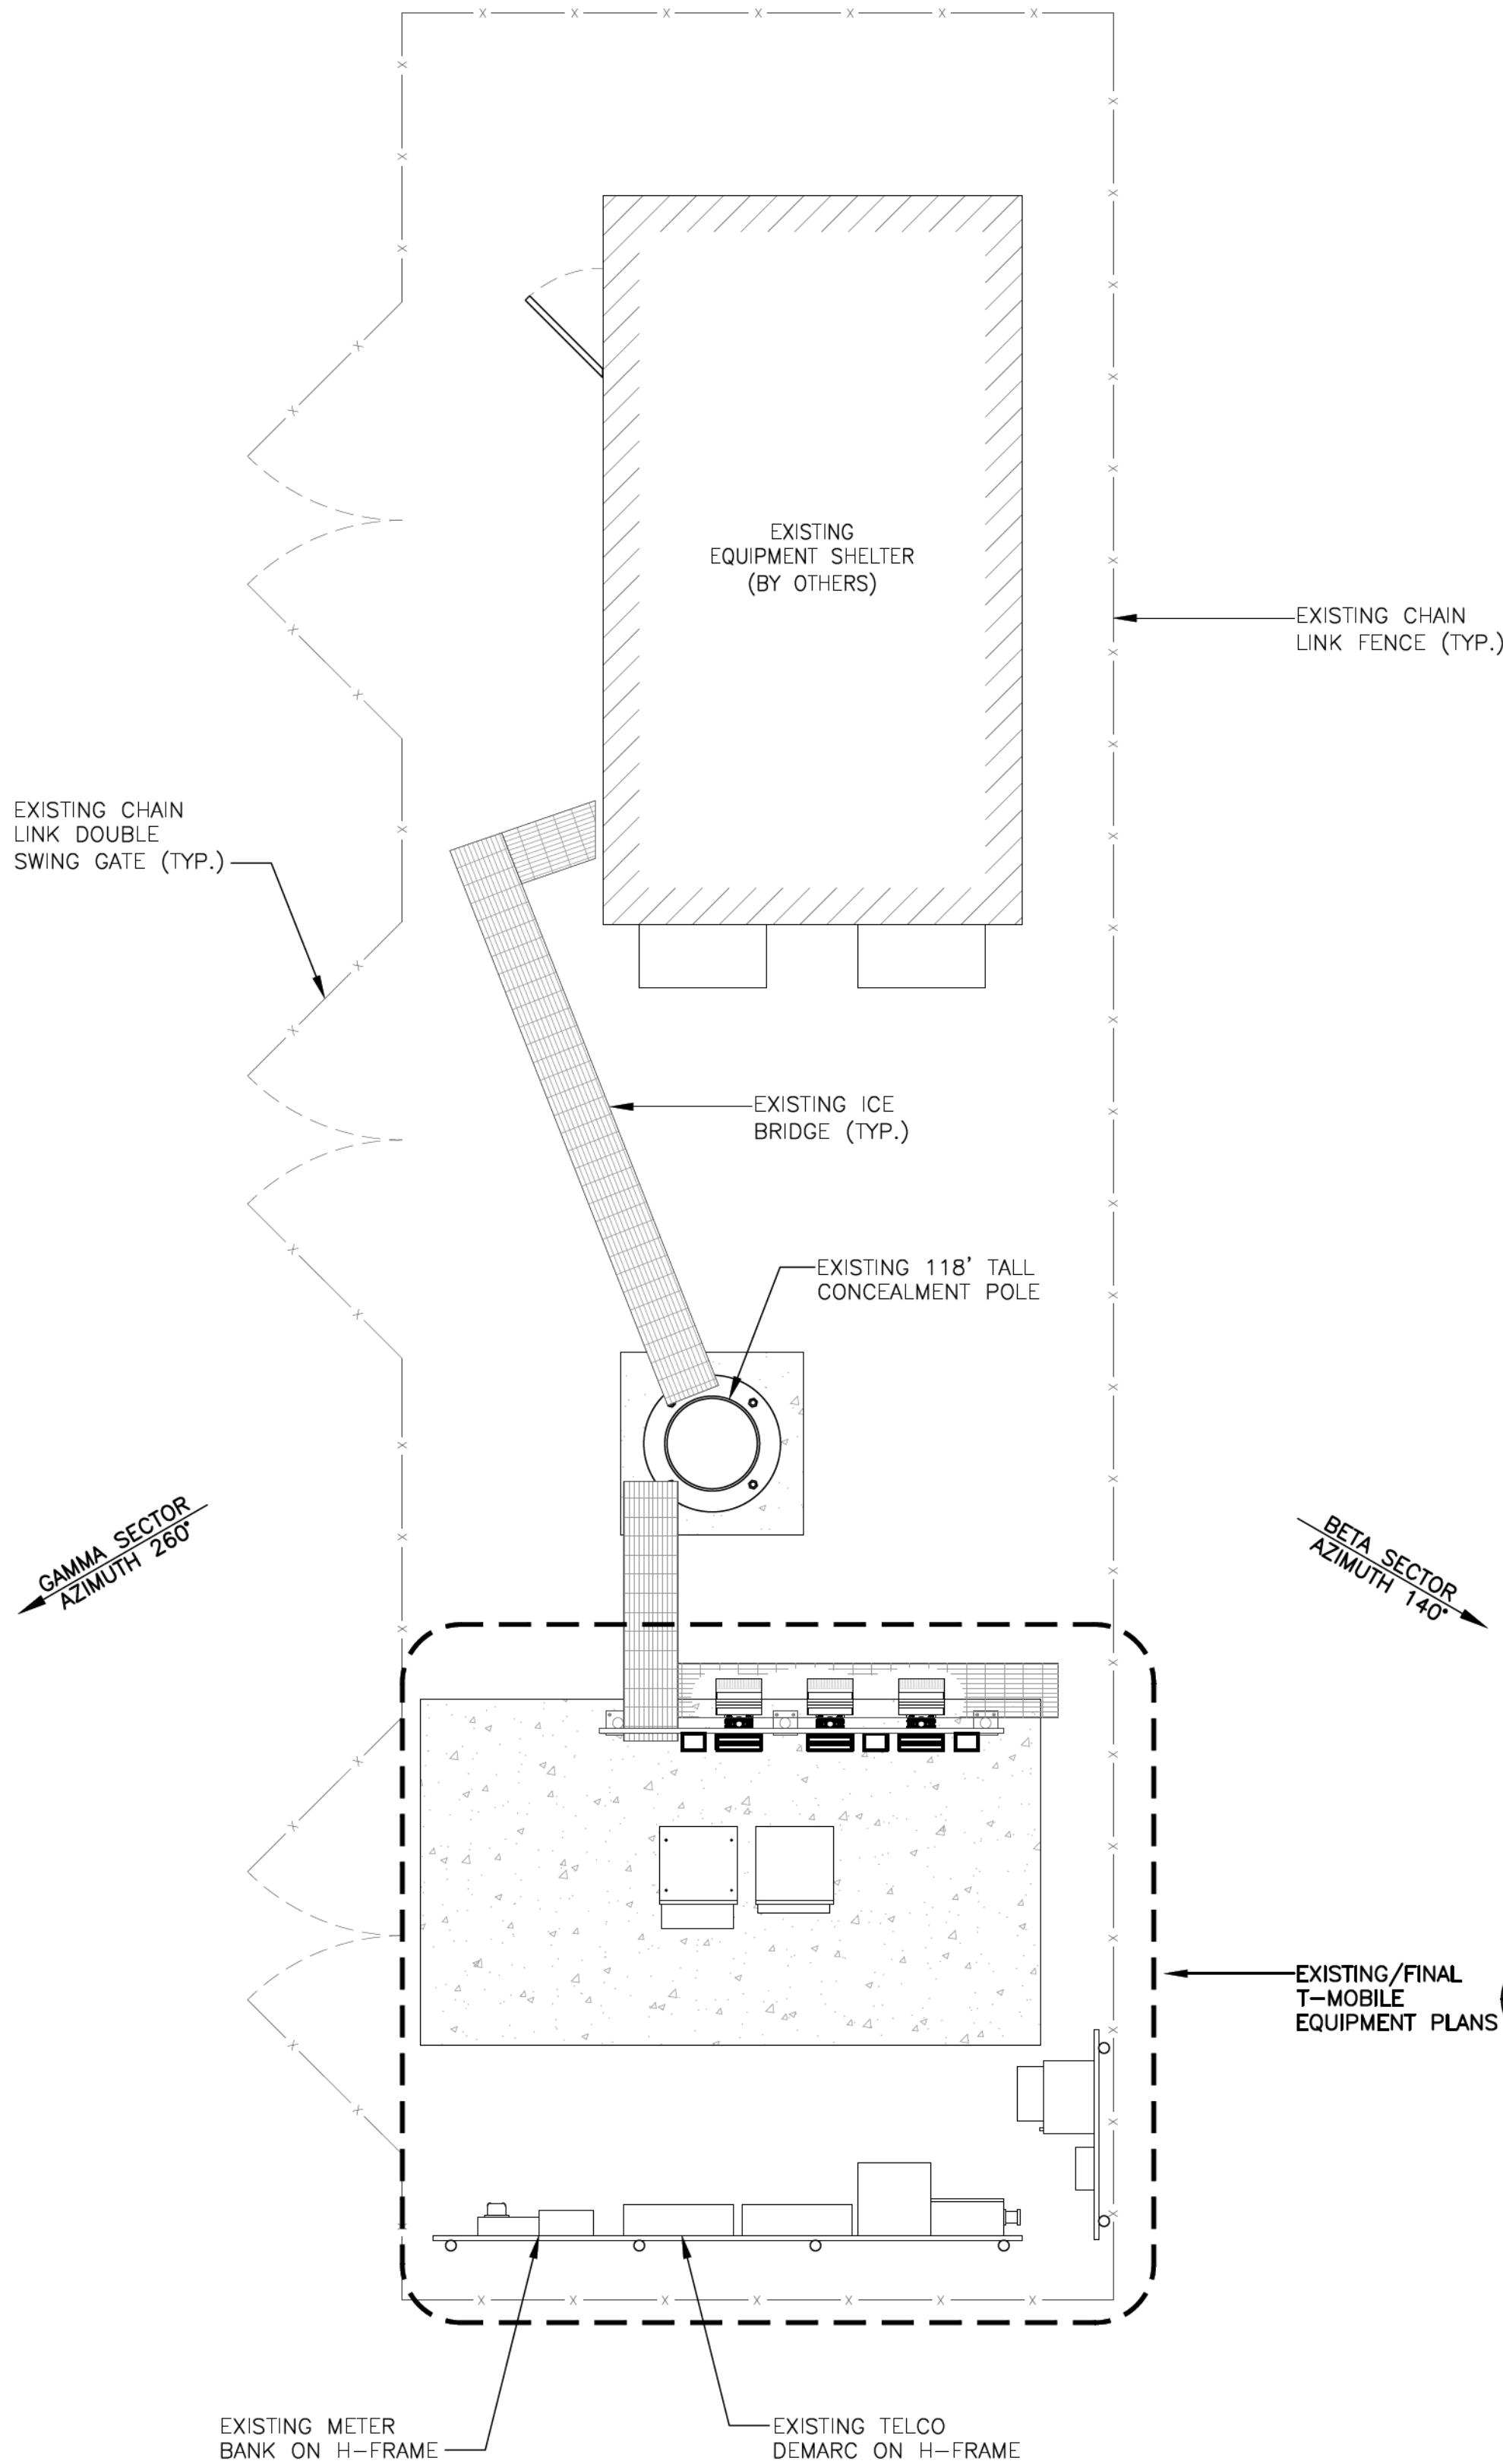 EXISTING
EQUIPMENT SHELTER
(BY OTHERS)
EXISTING CHAIN
LINK FENCE (TYP.)
EXISTING CHAIN
LINK DOUBLE
SWING GATE (TYP.)
EXISTING ICE
BRIDGE (TYP.)
EXISTING 118' TALL
CONCEALMENT POLE
GAMMA SECTOR
AZIMUTH 260°
BETA SECTOR
AZIMUTH 140°
EXISTING/FINAL
T-MOBILE
EQUIPMENT PLANS
EXISTING METER
BANK ON H-FRAME
EXISTING TELCO
DEMARC ON H-FRAME